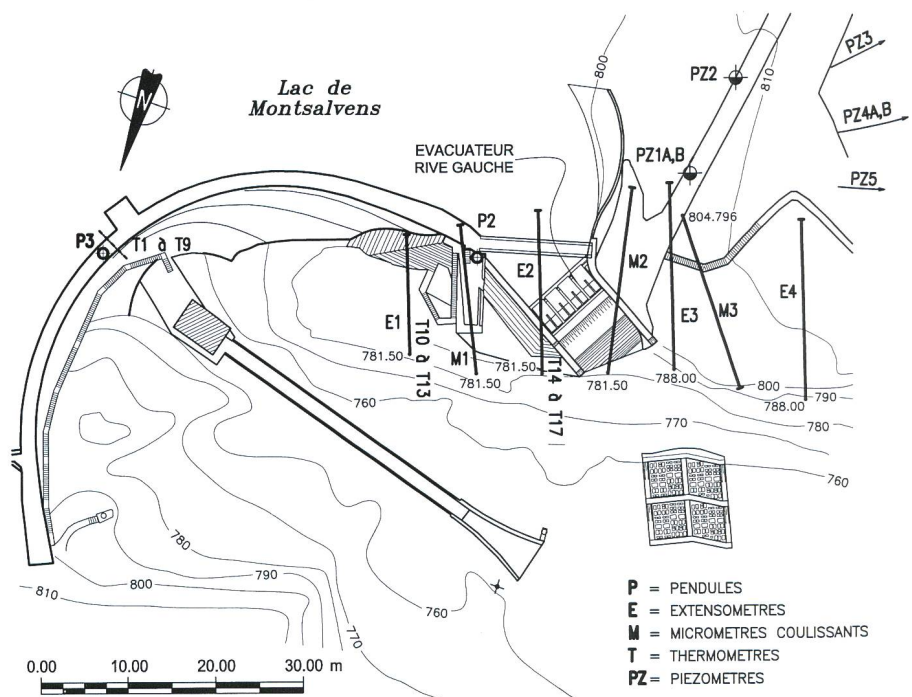 N
Lac de
Montsalvens
EVACUATEUR
RIVE GAUCHE
800
810
PZ2
PZ3
PZ4A,B
PZ1A,B
PZ5
804.796
P3
T1 à T9
P2
E2
M2
E1
T10 à T13
M1
T14 à T17
E3
M3
E4
781.50
781.50
781.50
781.50
788.00
788.00
800
790
780
770
760
760
780
790
800
810
770
760
0.00 10.00 20.00 30.00 m
P = PENDULES
E = EXTENSOMETRES
M = MICROMETRES COULISSANTS
T = THERMOMETRES
PZ = PIEZOMETRES